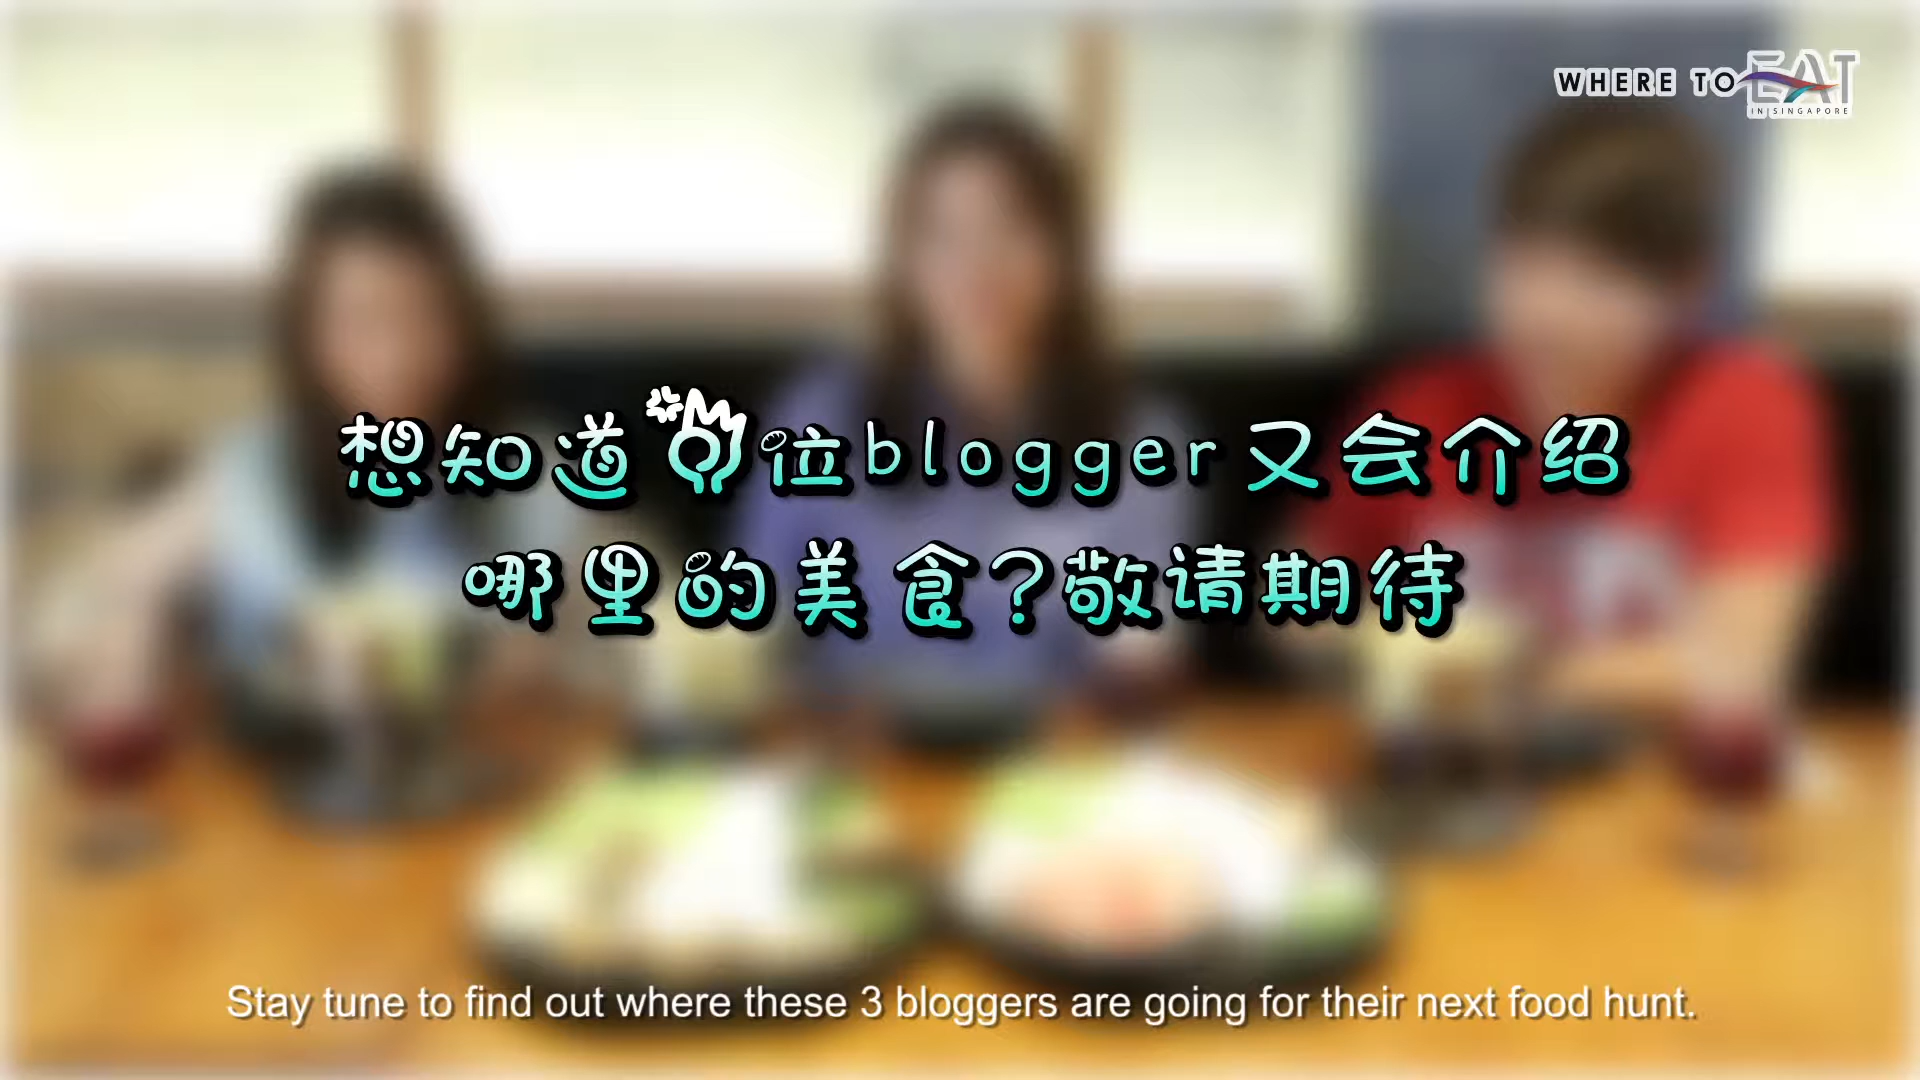 WHERE TO EAT
IN SINGAPORE
想知道 位blogger又会介绍
哪里的美食?敬请期待
Stay tune to find out where these 3 bloggers are going for their next food hunt.